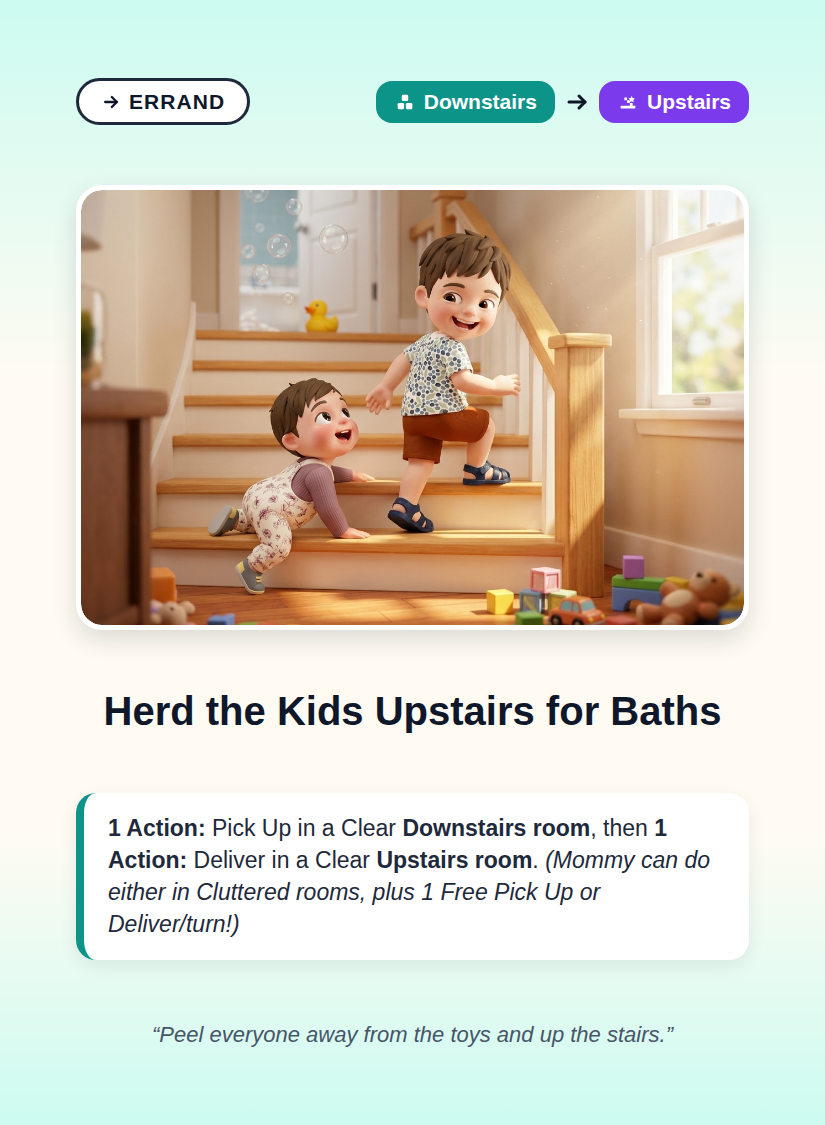 → ERRAND
Downstairs → Upstairs
Herd the Kids Upstairs for Baths
1 Action: Pick Up in a Clear Downstairs room, then 1
Action: Deliver in a Clear Upstairs room. (Mommy can do
either in Cluttered rooms, plus 1 Free Pick Up or
Deliver/turn!)
“Peel everyone away from the toys and up the stairs.”